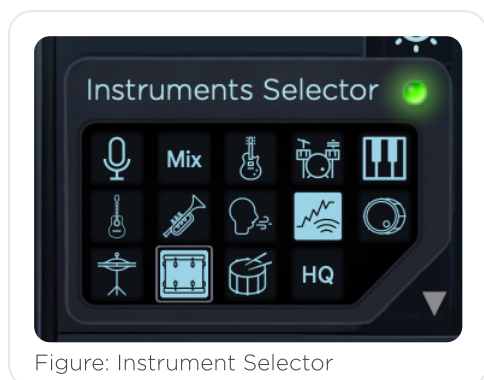 Instruments Selector
Mix
HQ
Figure: Instrument Selector